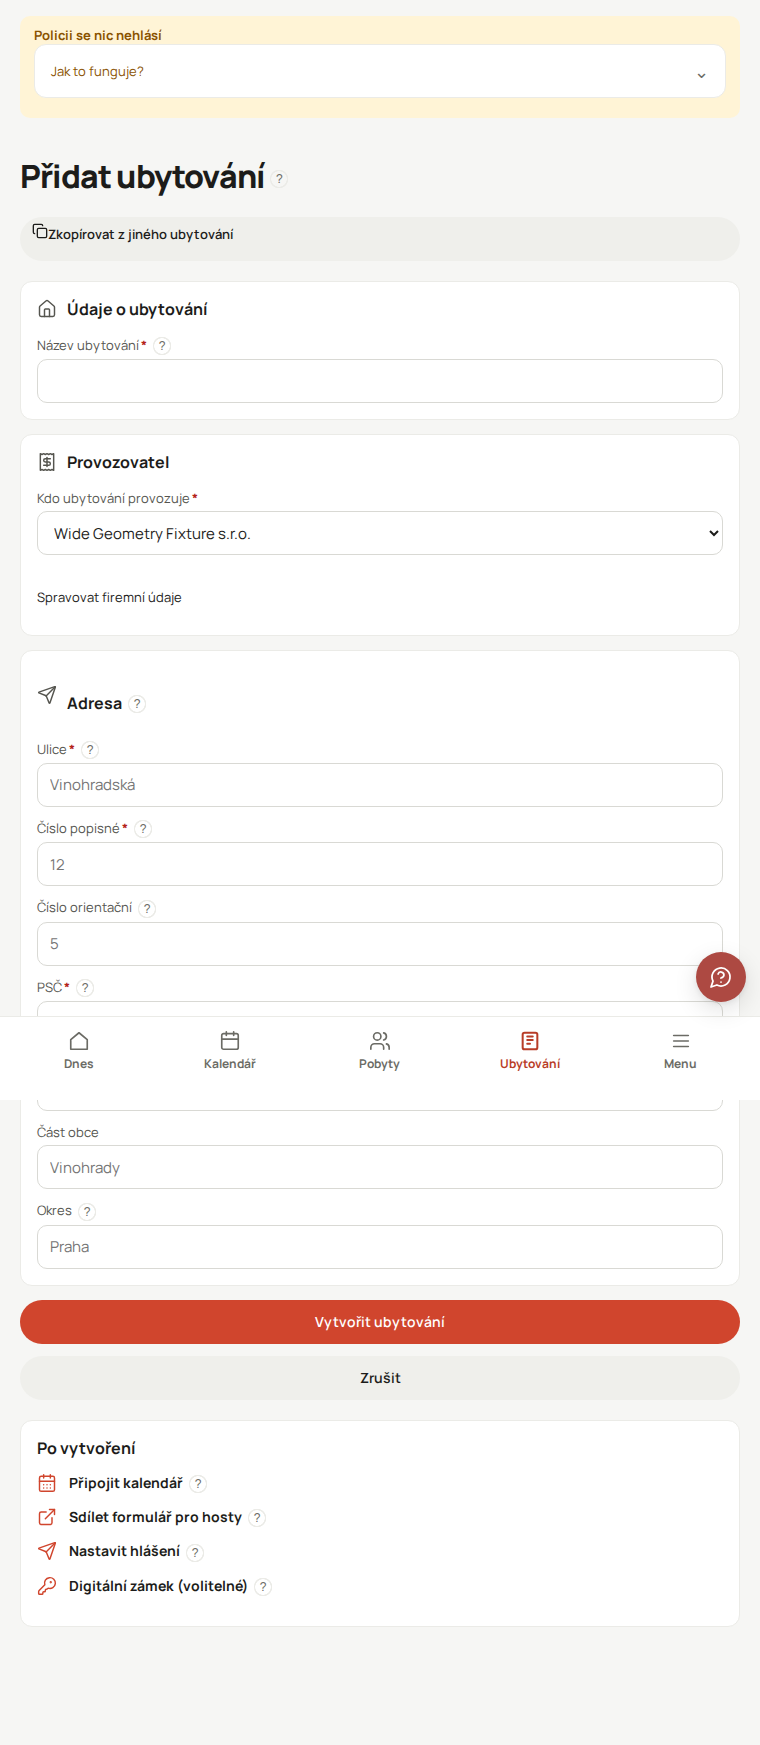 Policii se nic nehlásí
Jak to funguje?
Přidat ubytování ?
Zkopírovat z jiného ubytování
Údaje o ubytování
Název ubytování * ?
Provozovatel
Kdo ubytování provozuje *
Wide Geometry Fixture s.r.o.
Spravovat firemní údaje
Adresa ?
Ulice * ?
Vinohradská
Číslo popisné * ?
12
Číslo orientační ?
5
PSČ * ?
Dnes
Kalendář
Pobyty
Ubytování
Menu
Část obce
Vinohrady
Okres ?
Praha
Vytvořit ubytování
Zrušit
Po vytvoření
Připojit kalendář ?
Sdílet formulář pro hosty ?
Nastavit hlášení ?
Digitální zámek (volitelné) ?